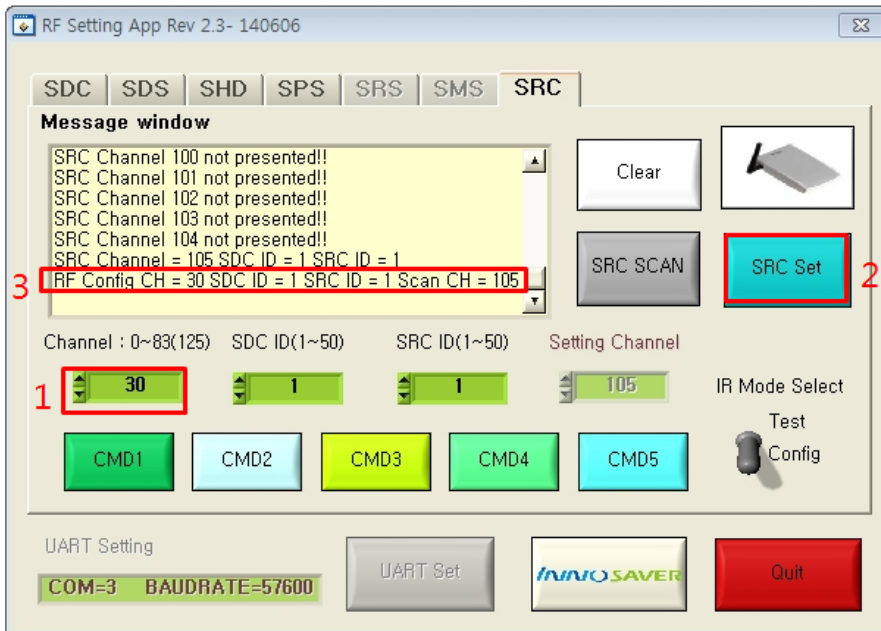 RF Setting App Rev 2.3- 140606
SDC SDS SHD SPS SRS SMS SRC
Message window
SRC Channel 100 not presented!!
SRC Channel 101 not presented!!
SRC Channel 102 not presented!!
SRC Channel 103 not presented!!
SRC Channel 104 not presented!!
SRC Channel = 105 SDC ID = 1 SRC ID = 1
3 RF Config CH = 30 SDC ID = 1 SRC ID = 1 Scan CH = 105
Clear
SRC SCAN
SRC Set 2
Channel : 0~83(125) SDC ID(1~50) SRC ID(1~50) Setting Channel
1 30 1 1 105
IR Mode Select
Test
Config
CMD1 CMD2 CMD3 CMD4 CMD5
UART Setting
COM=3 BAUDRATE=57600
UART Set
INNOSAVER
Quit